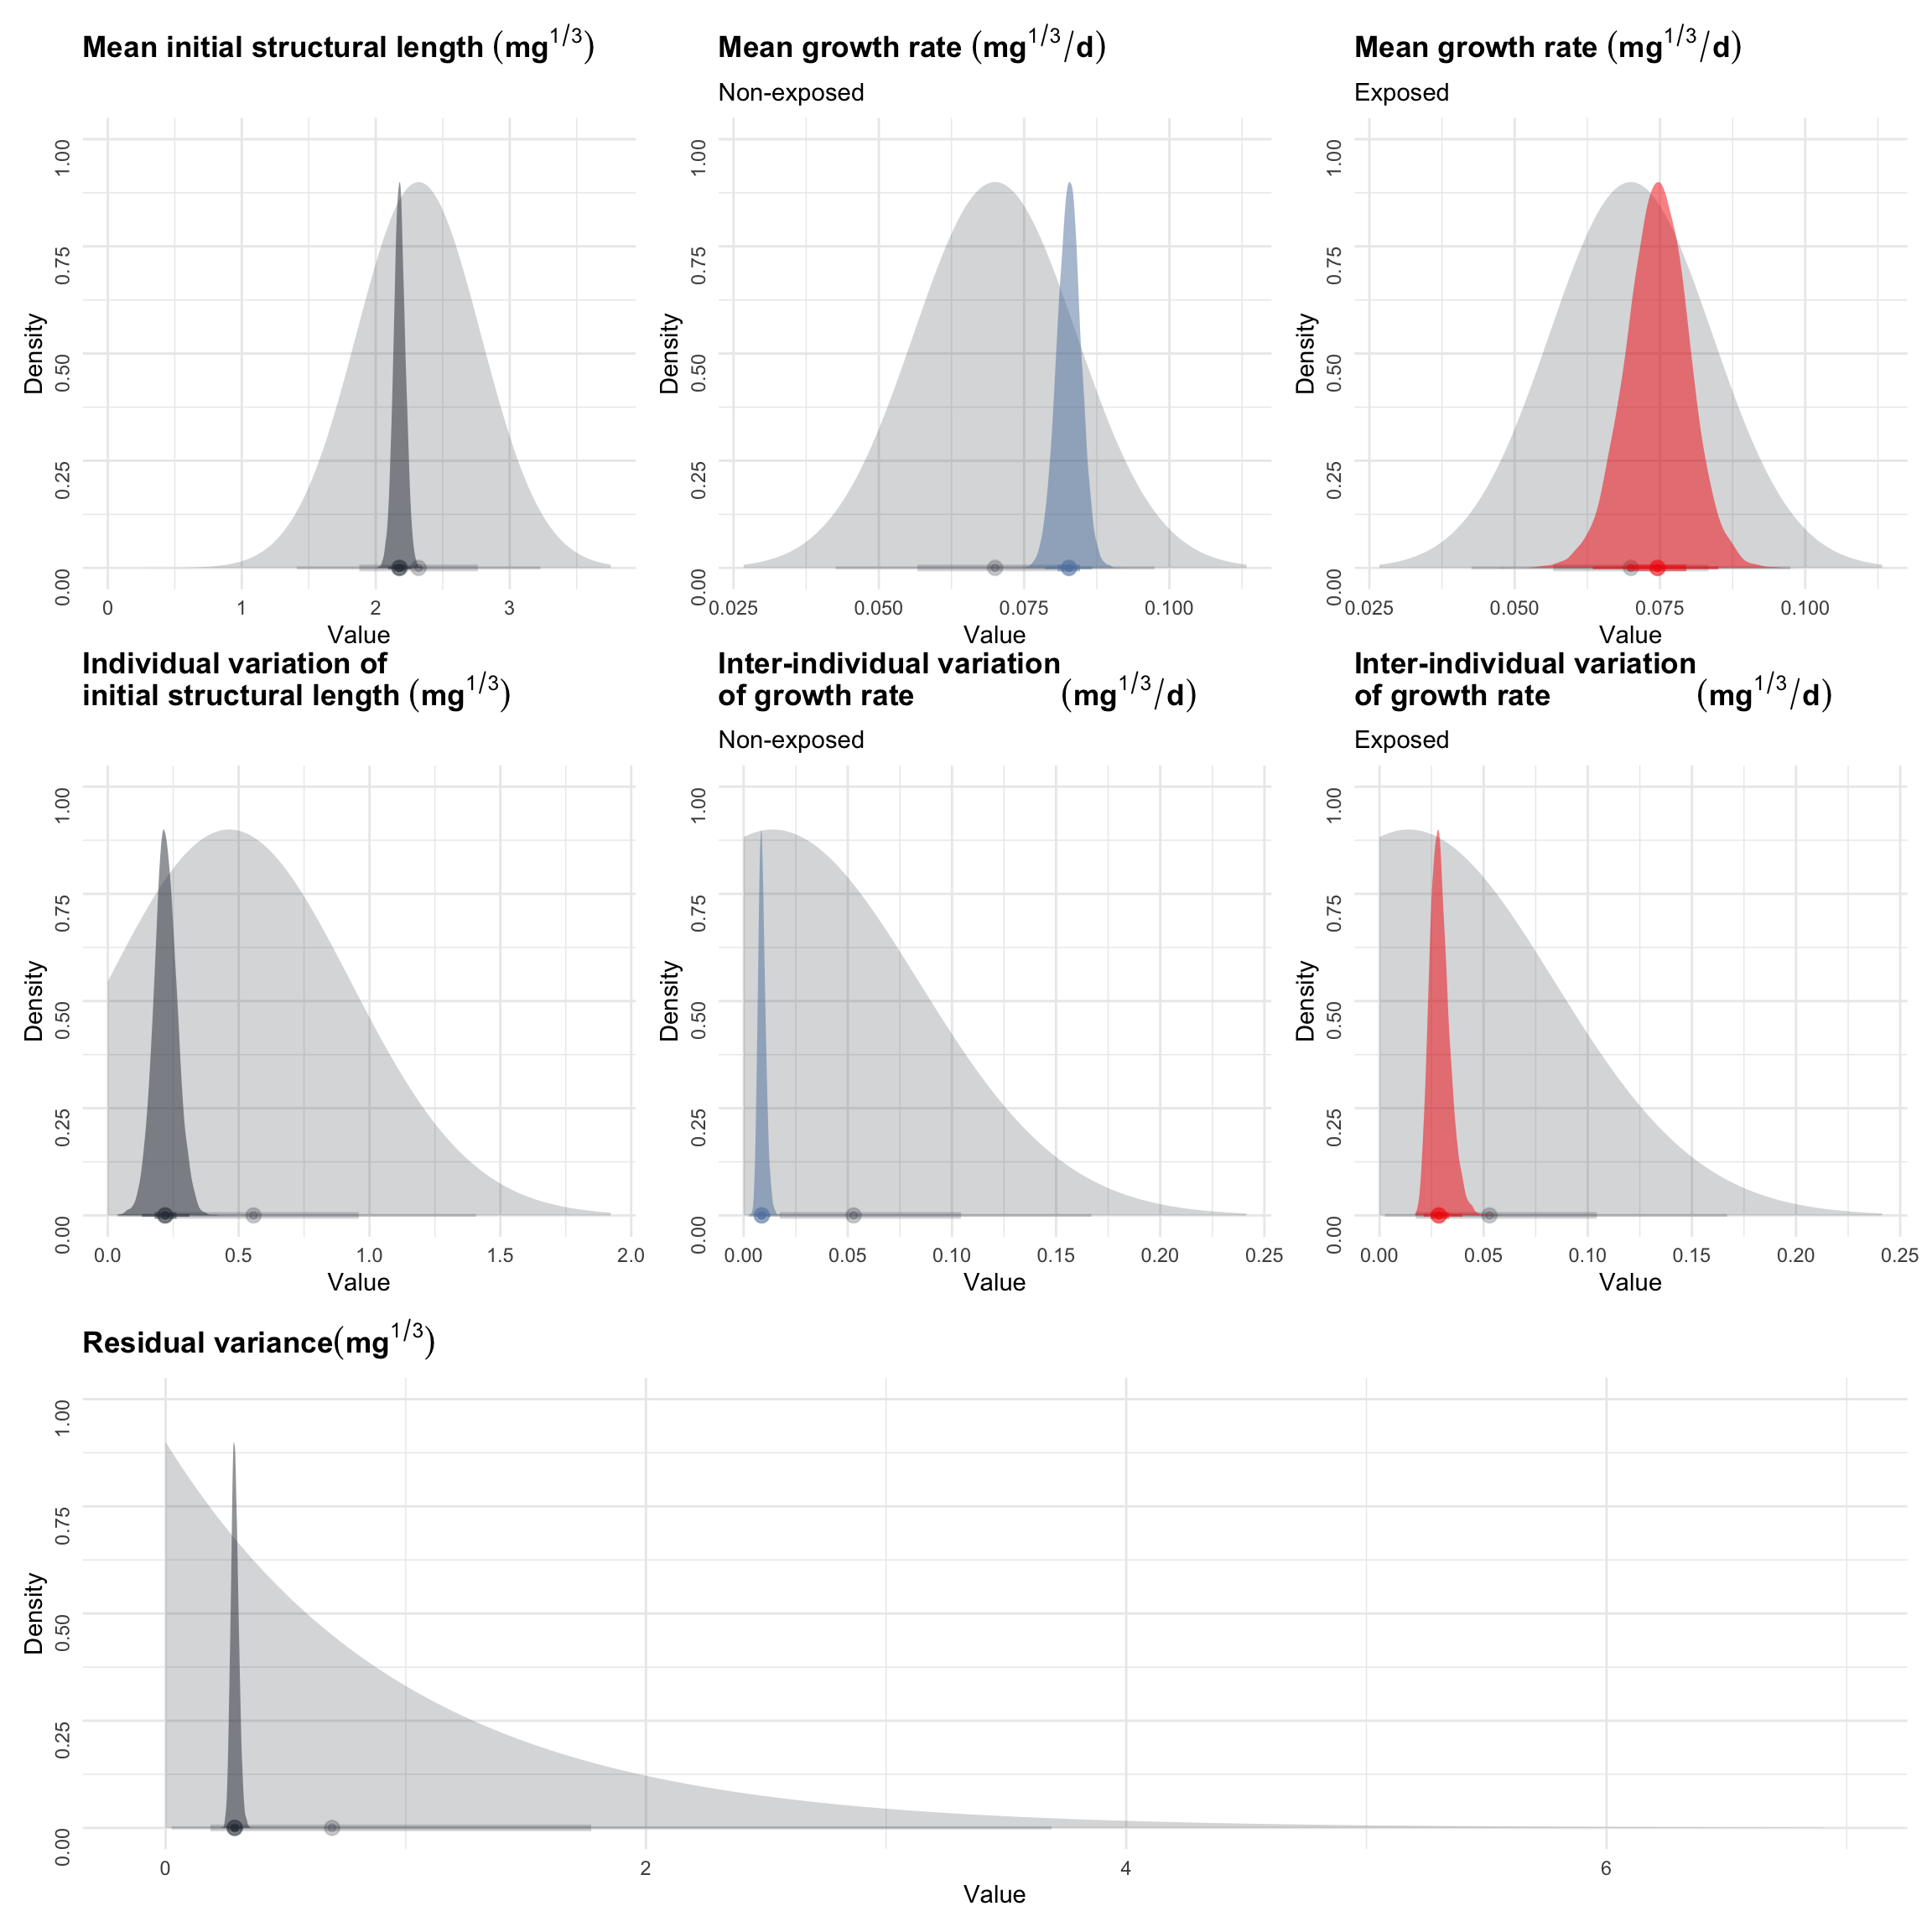 Mean initial structural length (mg^1/3)
Mean growth rate (mg^1/3/d)
Non-exposed
Mean growth rate (mg^1/3/d)
Exposed
Density
1.00
0.75
0.50
0.25
0.00
0 1 2 3
Value
Density
1.00
0.75
0.50
0.25
0.00
0.025 0.050 0.075 0.100
Value
Density
1.00
0.75
0.50
0.25
0.00
0.025 0.050 0.075 0.100
Value
Individual variation of
initial structural length (mg^1/3)
Inter-individual variation
of growth rate (mg^1/3/d)
Non-exposed
Inter-individual variation
of growth rate (mg^1/3/d)
Exposed
Density
1.00
0.75
0.50
0.25
0.00
0.0 0.5 1.0 1.5 2.0
Value
Density
1.00
0.75
0.50
0.25
0.00
0.00 0.05 0.10 0.15 0.20 0.25
Value
Density
1.00
0.75
0.50
0.25
0.00
0.00 0.05 0.10 0.15 0.20 0.25
Value
Residual variance(mg^1/3)
Density
1.00
0.75
0.50
0.25
0.00
0 2 4 6
Value